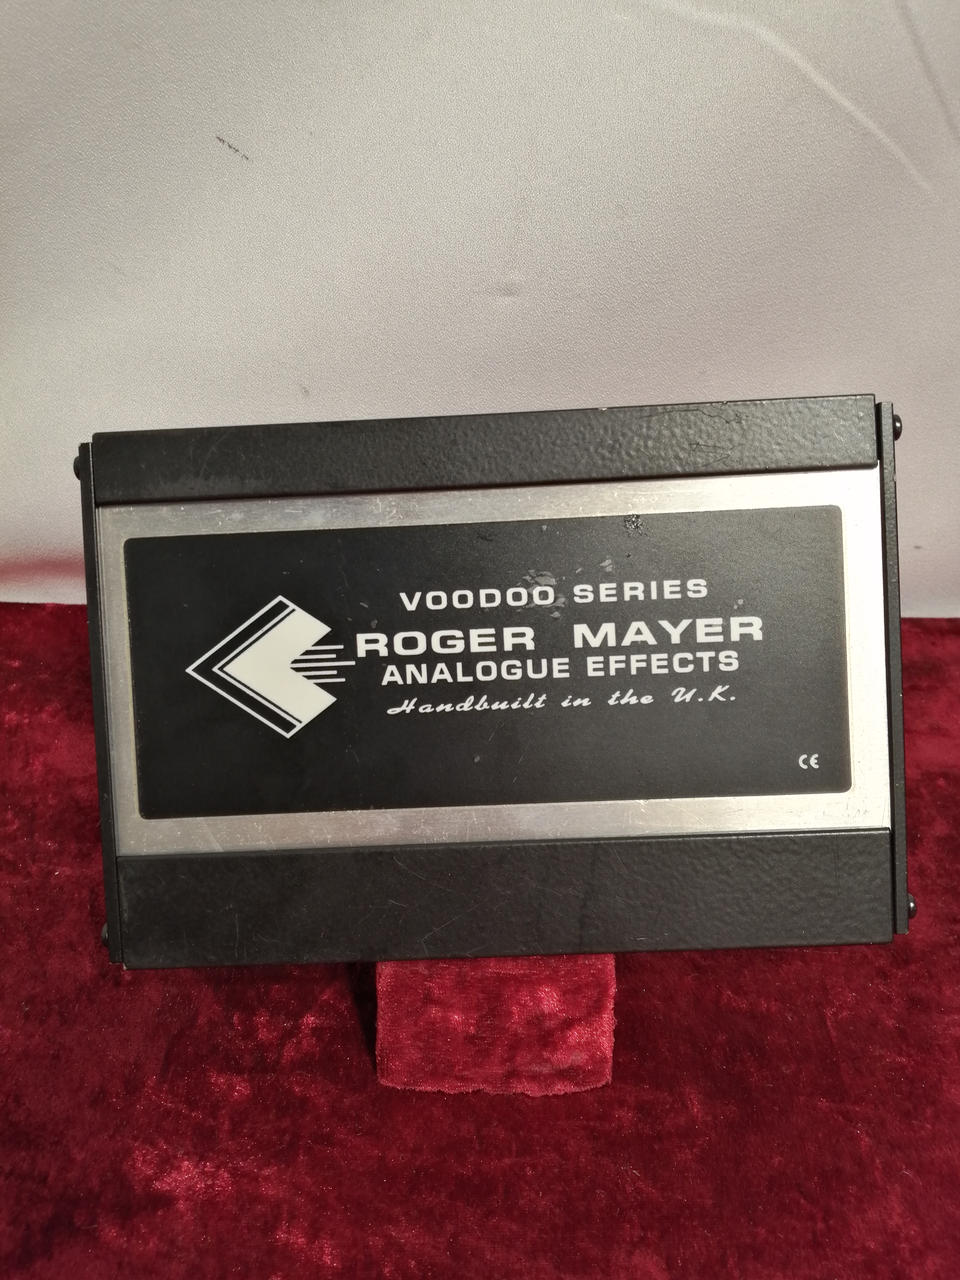 VOODOO SERIES
ROGER MAYER
ANALOGUE EFFECTS
Handbuilt in the U.K.
CE